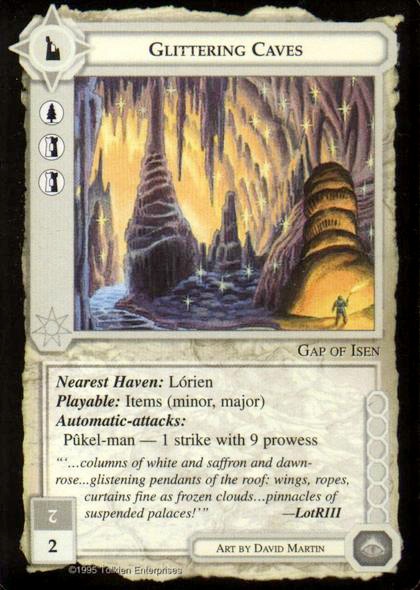 GLITTERING CAVES
GAP OF ISEN
Nearest Haven: Lórien
Playable: Items (minor, major)
Automatic-attacks:
Pûkel-man — 1 strike with 9 prowess
“‘...columns of white and saffron and dawn-
rose...glistening pendants of the roof: wings, ropes,
curtains fine as frozen clouds...pinnacles of
suspended palaces!’” —LotRIII
2
2
ART BY DAVID MARTIN
©1995 Tolkien Enterprises